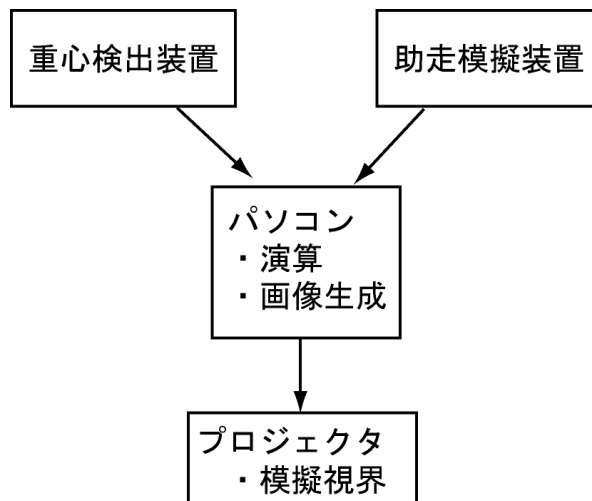 重心検出装置
助走模擬装置
パソコン
・演算
・画像生成
プロジェクタ
・模擬視界